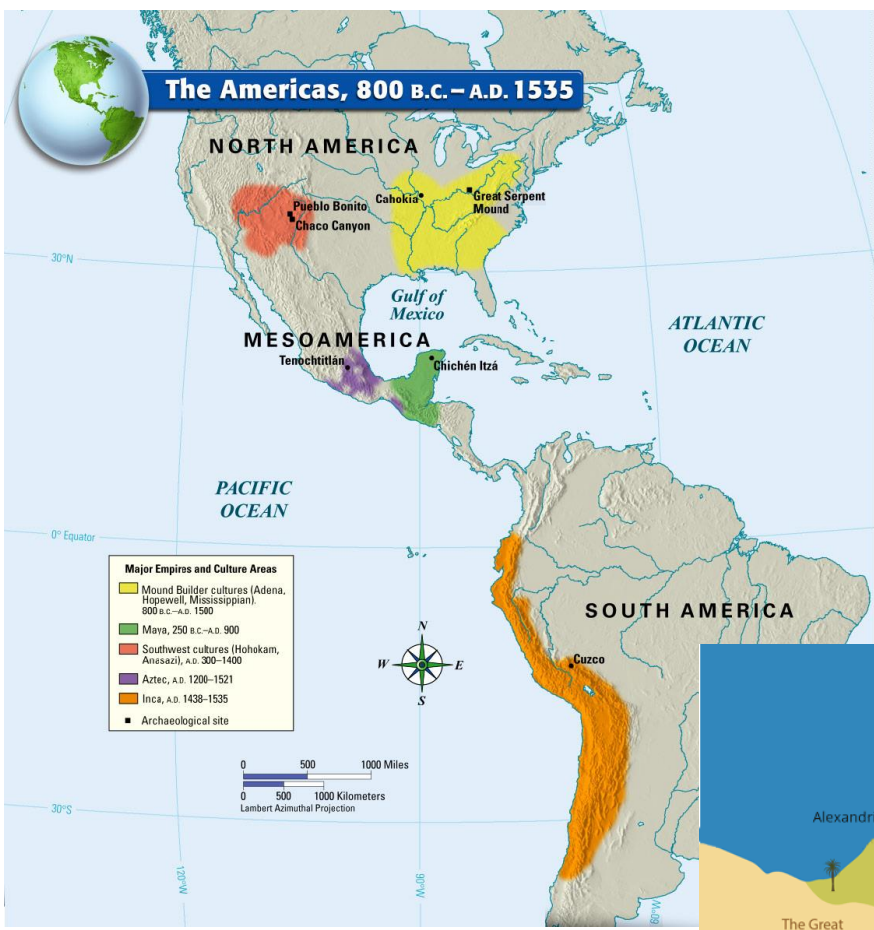 The Americas, 800 B.C. – A.D. 1535
NORTH AMERICA
Pueblo Bonito
Chaco Canyon
Cahokia
Great Serpent
Mound
30°N
Gulf of
Mexico
ATLANTIC
OCEAN
MESOAMERICA
Tenochtitlán
Chichén Itzá
PACIFIC
OCEAN
0° Equator
Major Empires and Culture Areas
Mound Builder cultures (Adena,
Hopewell, Mississippian).
800 B.C.–A.D. 1500
Maya, 250 B.C.–A.D. 900
Southwest cultures (Hohokam,
Anasazi), A.D. 300–1400
Aztec, A.D. 1200–1521
Inca, A.D. 1438–1535
Archaeological site
N
W E
S
SOUTH AMERICA
Cuzco
0 500 1000 Miles
0 500 1000 Kilometers
Lambert Azimuthal Projection
30°S
120°W
90°W
60°W
Alexandri
The Great